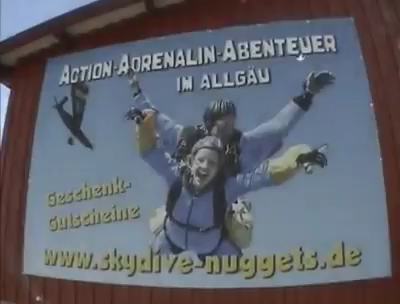 Action-Adrenalin-Abenteuer
im Allgäu
Geschenk-
Gutscheine
www.skydive-nuggets.de